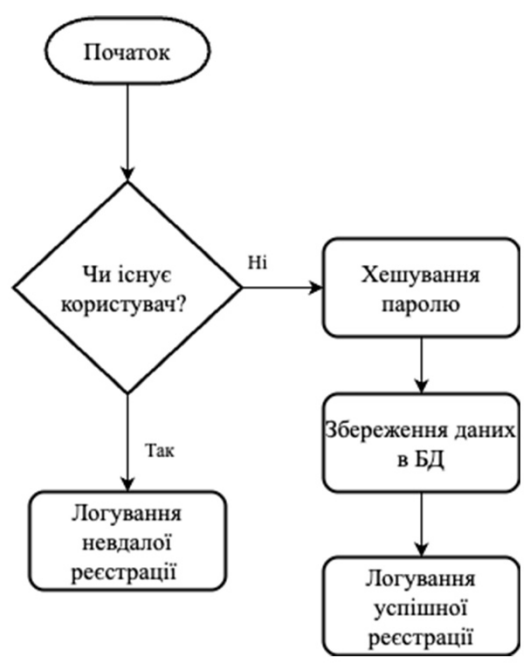 Початок
Чи існує
користувач?
Ні
Хешування
паролю
Збереження даних
в БД
Так
Логування
невдалої
реєстрації
Логування
успішної
реєстрації